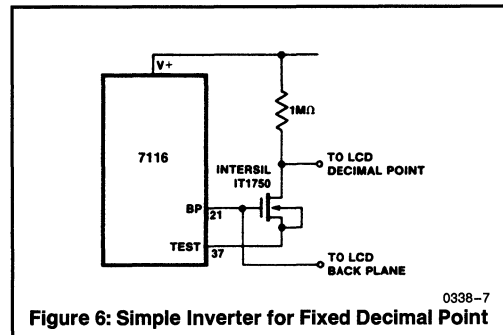 V+
1MΩ
7116
TO LCD
DECIMAL POINT
INTERSIL
IT1750
BP
21
TEST
37
TO LCD
BACK PLANE
0338-7
Figure 6: Simple Inverter for Fixed Decimal Point